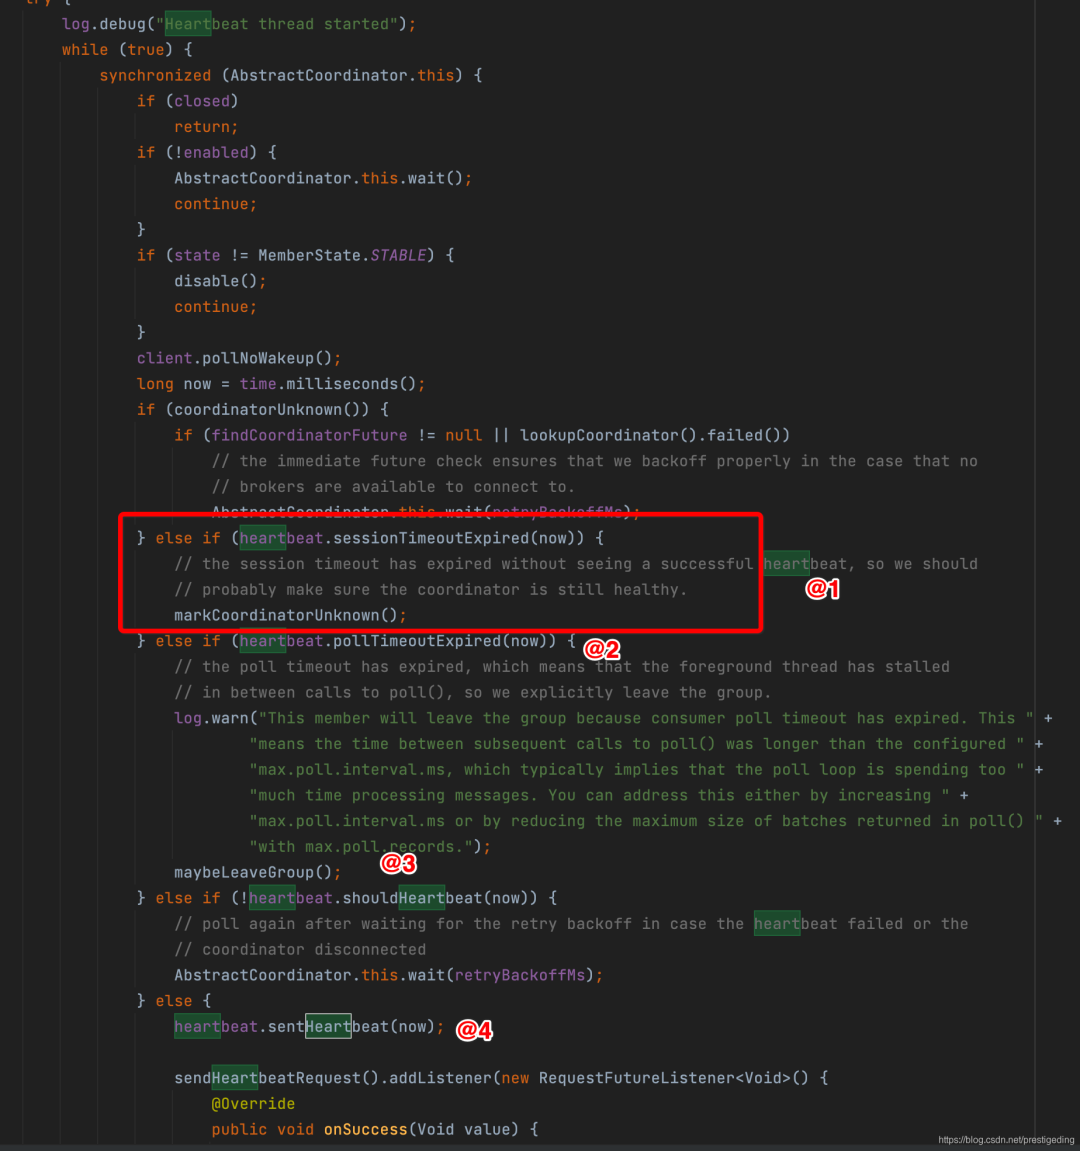 try {
log.debug("Heartbeat thread started");
while (true) {
synchronized (AbstractCoordinator.this) {
if (closed)
return;
if (!enabled) {
AbstractCoordinator.this.wait();
continue;
}
if (state != MemberState.STABLE) {
disable();
continue;
}
client.pollNoWakeup();
long now = time.milliseconds();
if (coordinatorUnknown()) {
if (findCoordinatorFuture != null || lookupCoordinator().failed())
// the immediate future check ensures that we backoff properly in the case that no
// brokers are available to connect to.
AbstractCoordinator.this.wait(retryBackoffMs);
} else if (heartbeat.sessionTimeoutExpired(now)) {
// the session timeout has expired without seeing a successful heartbeat, so we should
// probably make sure the coordinator is still healthy. @1
markCoordinatorUnknown();
} else if (heartbeat.pollTimeoutExpired(now)) { @2
// the poll timeout has expired, which means that the foreground thread has stalled
// in between calls to poll(), so we explicitly leave the group.
log.warn("This member will leave the group because consumer poll timeout has expired. This " +
"means the time between subsequent calls to poll() was longer than the configured " +
"max.poll.interval.ms, which typically implies that the poll loop is spending too " +
"much time processing messages. You can address this either by increasing " +
"max.poll.interval.ms or by reducing the maximum size of batches returned in poll() " +
"with max.poll.records.");
@3
maybeLeaveGroup();
} else if (!heartbeat.shouldHeartbeat(now)) {
// poll again after waiting for the retry backoff in case the heartbeat failed or the
// coordinator disconnected
AbstractCoordinator.this.wait(retryBackoffMs);
} else {
heartbeat.sentHeartbeat(now); @4
sendHeartbeatRequest().addListener(new RequestFutureListener<Void>() {
@Override
public void onSuccess(Void value) {
https://blog.csdn.net/prestigeding